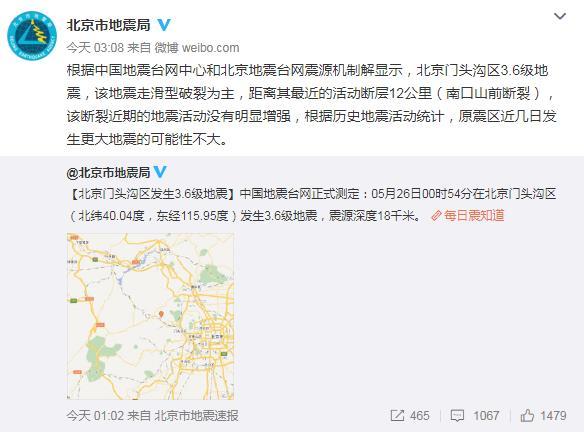 北京市地震局
今天 03:08 来自 微博 weibo.com
根据中国地震台网中心和北京地震台网震源机制解显示，北京门头沟区3.6级地
震，该地震走滑型破裂为主，距离其最近的活动断层12公里（南口山前断裂），
该断裂近期的地震活动没有明显增强，根据历史地震活动统计，原震区近几日发
生更大地震的可能性不大。
@北京市地震局
【北京门头沟区发生3.6级地震】中国地震台网正式测定：05月26日00时54分在北京门头沟区
（北纬40.04度，东经115.95度）发生3.6级地震，震源深度18千米。 每日震知道
今天 01:02 来自 北京市地震速报
465 1067 1479